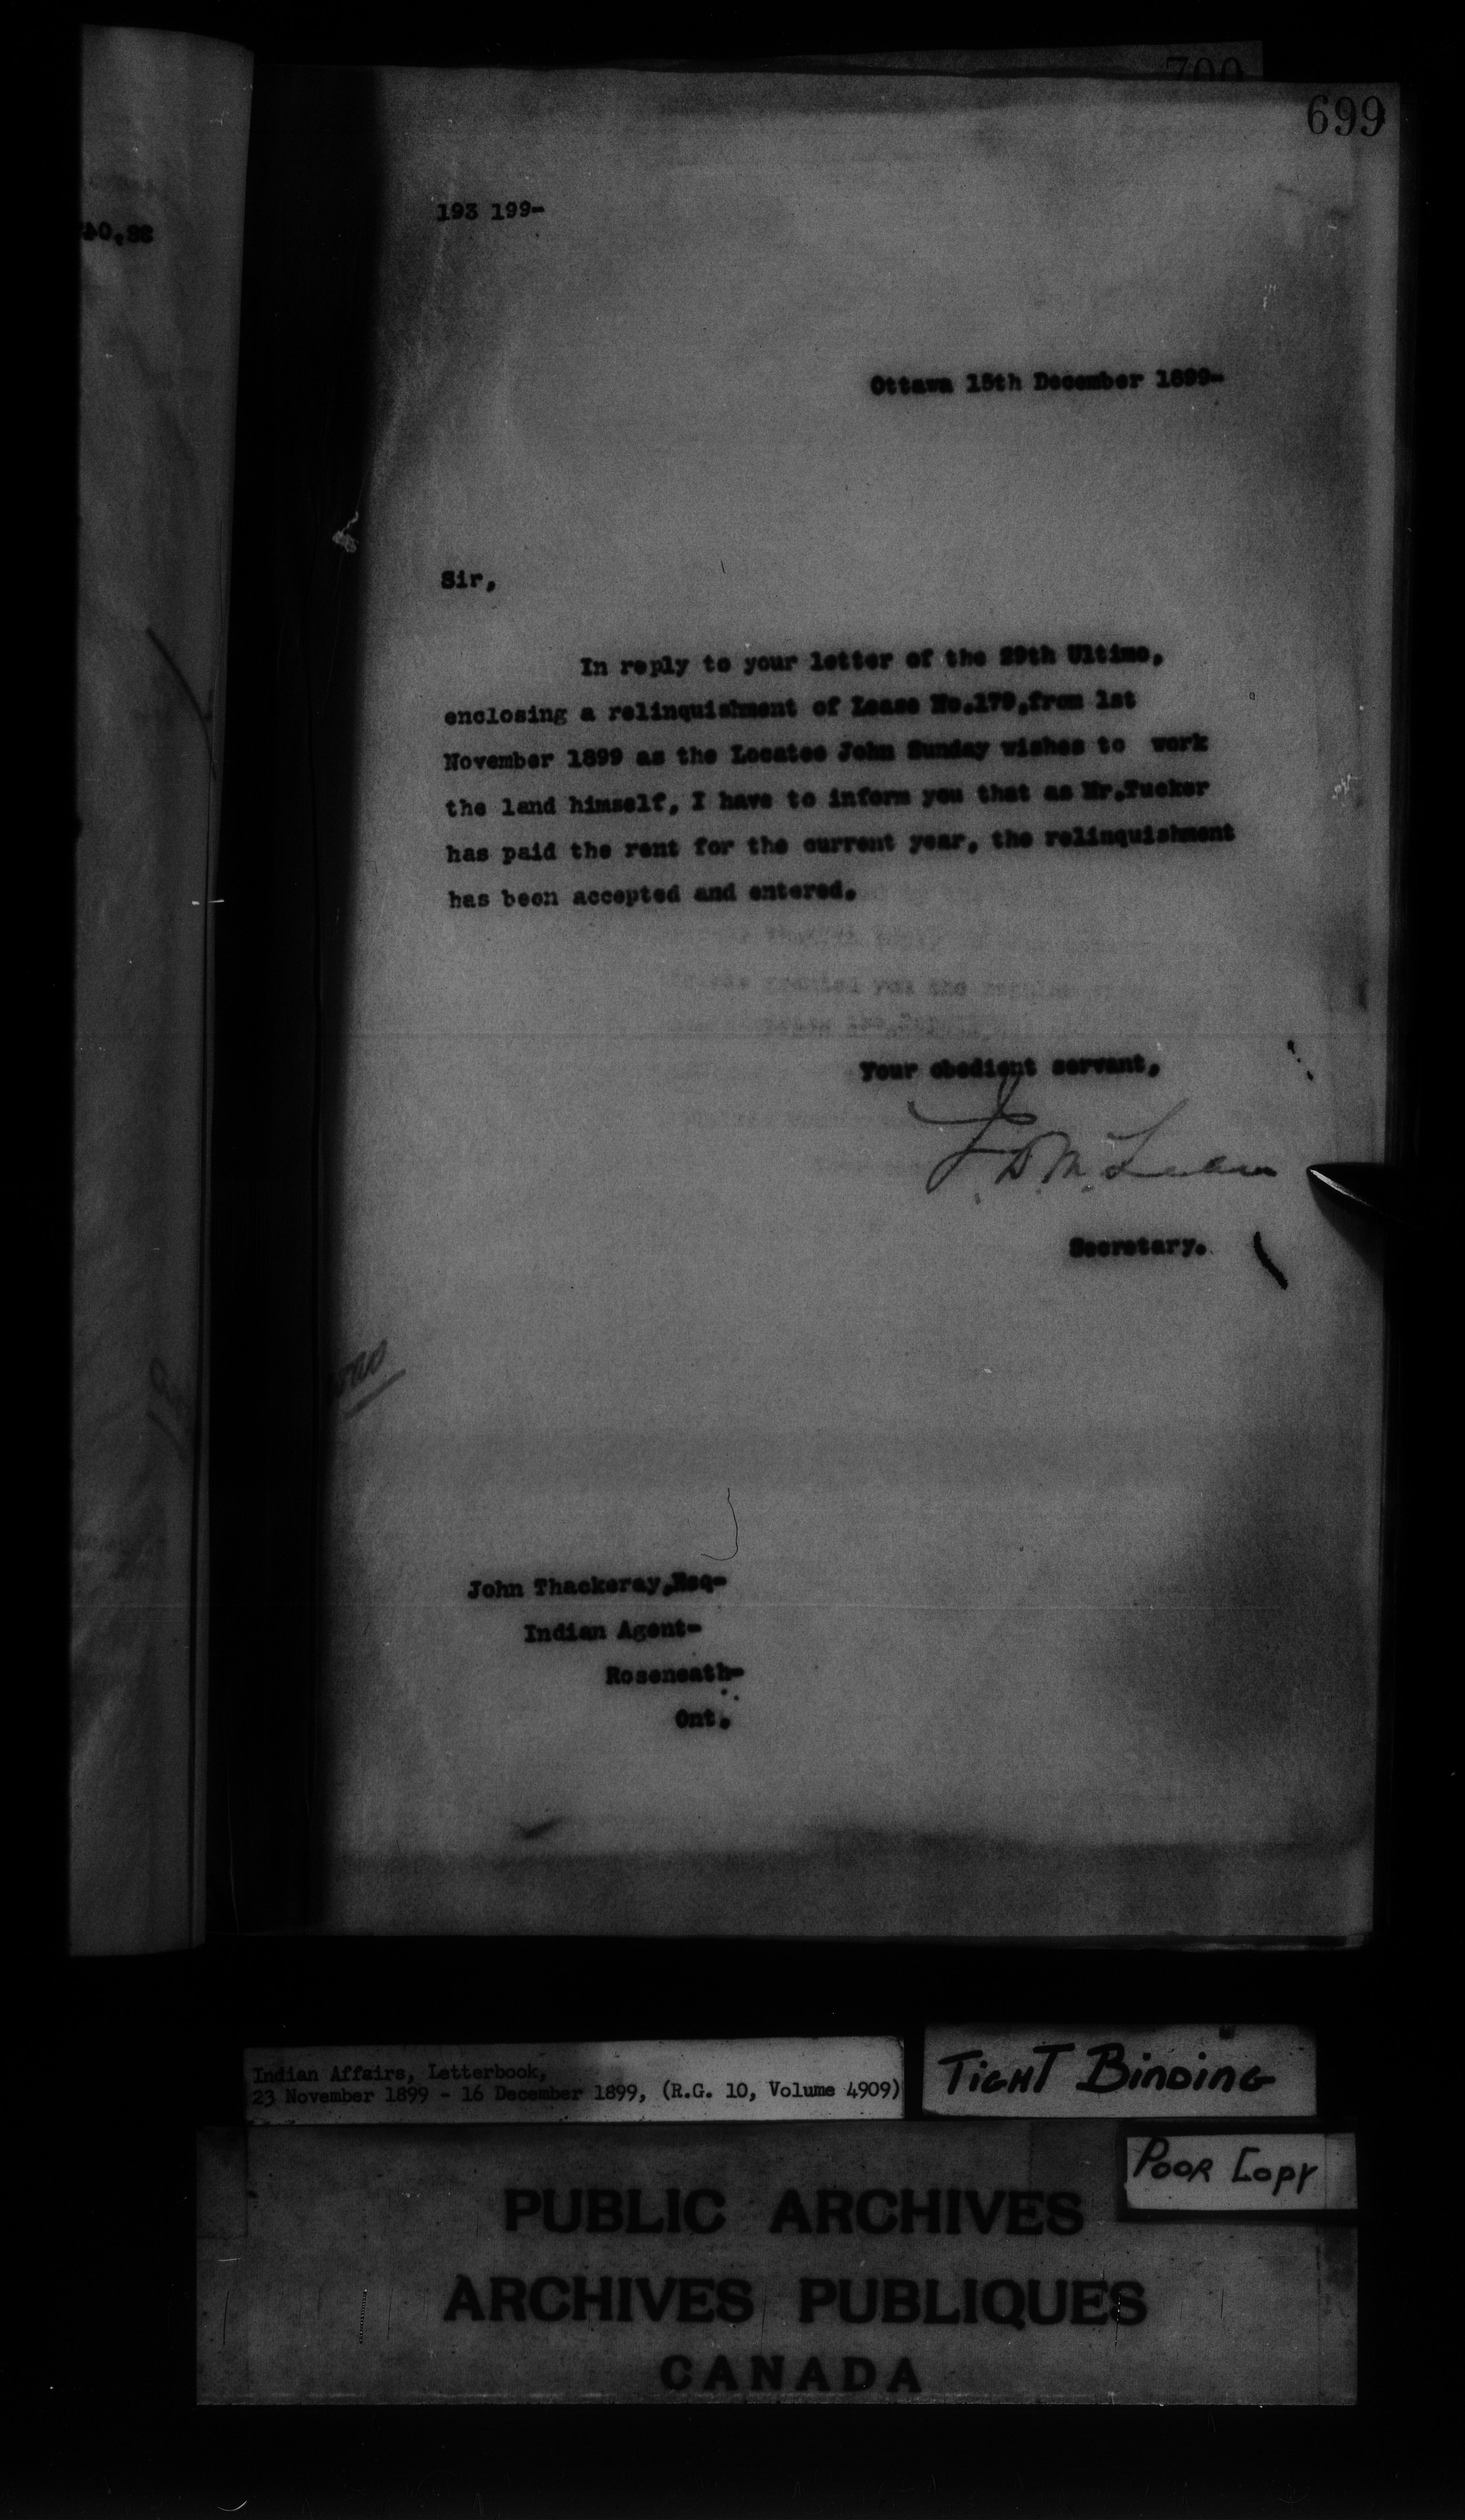 700
699
193 199-
Ottawa 15th December 1899-
Sir,
In reply to your letter of the 29th Ultimo,
enclosing a relinquishment of Lease No.179,from 1st
November 1899 as the Locatee John Sunday wishes to work
the land himself, I have to inform you that as Mr.Tucker
has paid the rent for the current year, the relinquishment
has been accepted and entered.
Your obedient servant,
J. D. McLean
Secretary.
John Thackeray,Esq-
Indian Agent-
Roseneath-
Ont.
Indian Affairs, Letterbook,
23 November 1899 - 16 December 1899, (R.G. 10, Volume 4909)
TIGHT BINDING
POOR COPY
PUBLIC ARCHIVES
ARCHIVES PUBLIQUES
CANADA